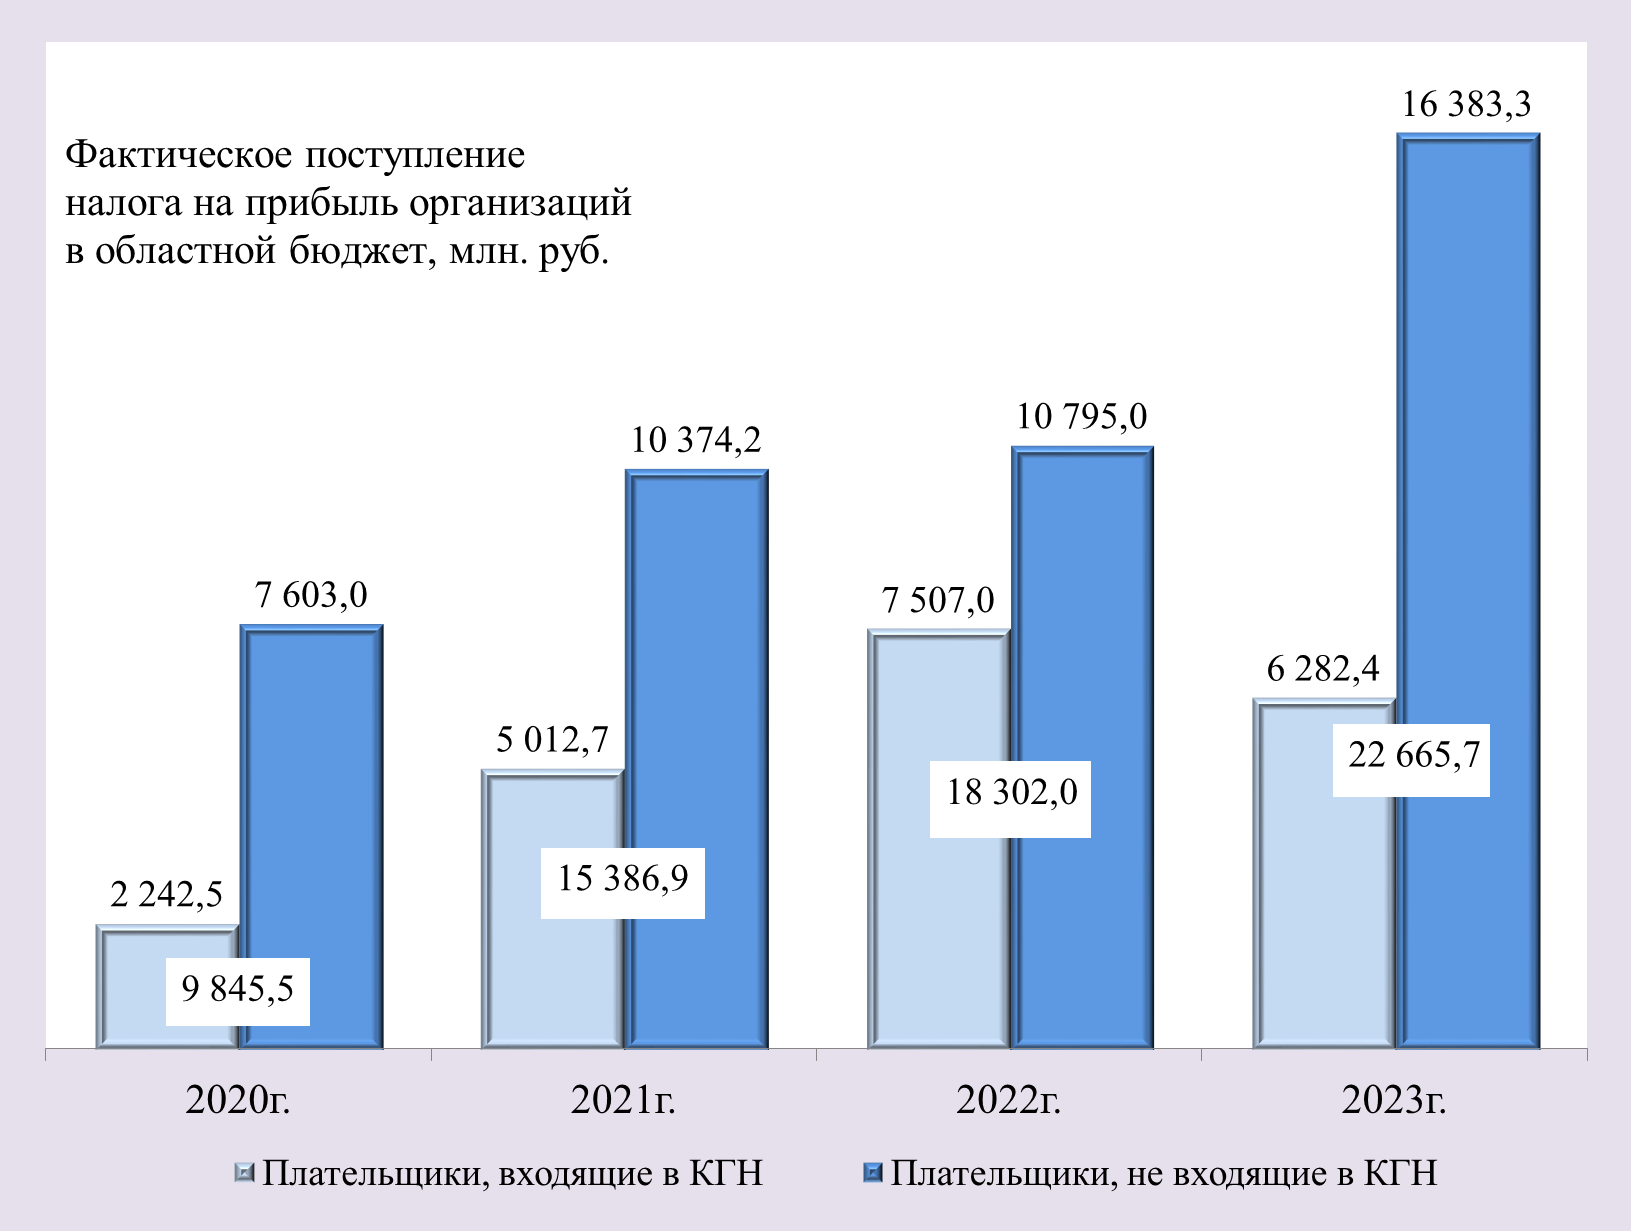 Фактическое поступление
налога на прибыль организаций
в областной бюджет, млн. руб.
16 383,3
10 374,2
10 795,0
7 603,0
7 507,0
6 282,4
5 012,7
22 665,7
18 302,0
2 242,5
15 386,9
9 845,5
2020г. 2021г. 2022г. 2023г.
Плательщики, входящие в КГН Плательщики, не входящие в КГН